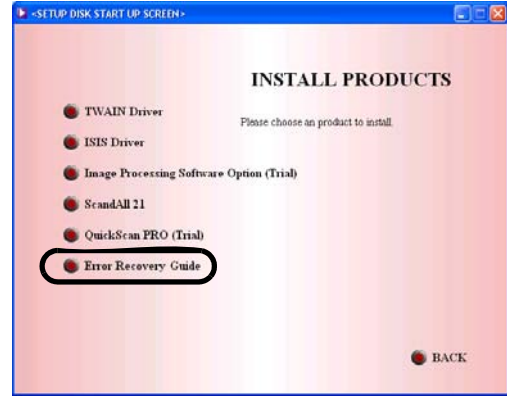 <SETUP DISK START UP SCREEN>
INSTALL PRODUCTS
Please choose an product to install.
TWAIN Driver
ISIS Driver
Image Processing Software Option (Trial)
ScandAll 21
QuickScan PRO (Trial)
Error Recovery Guide
BACK